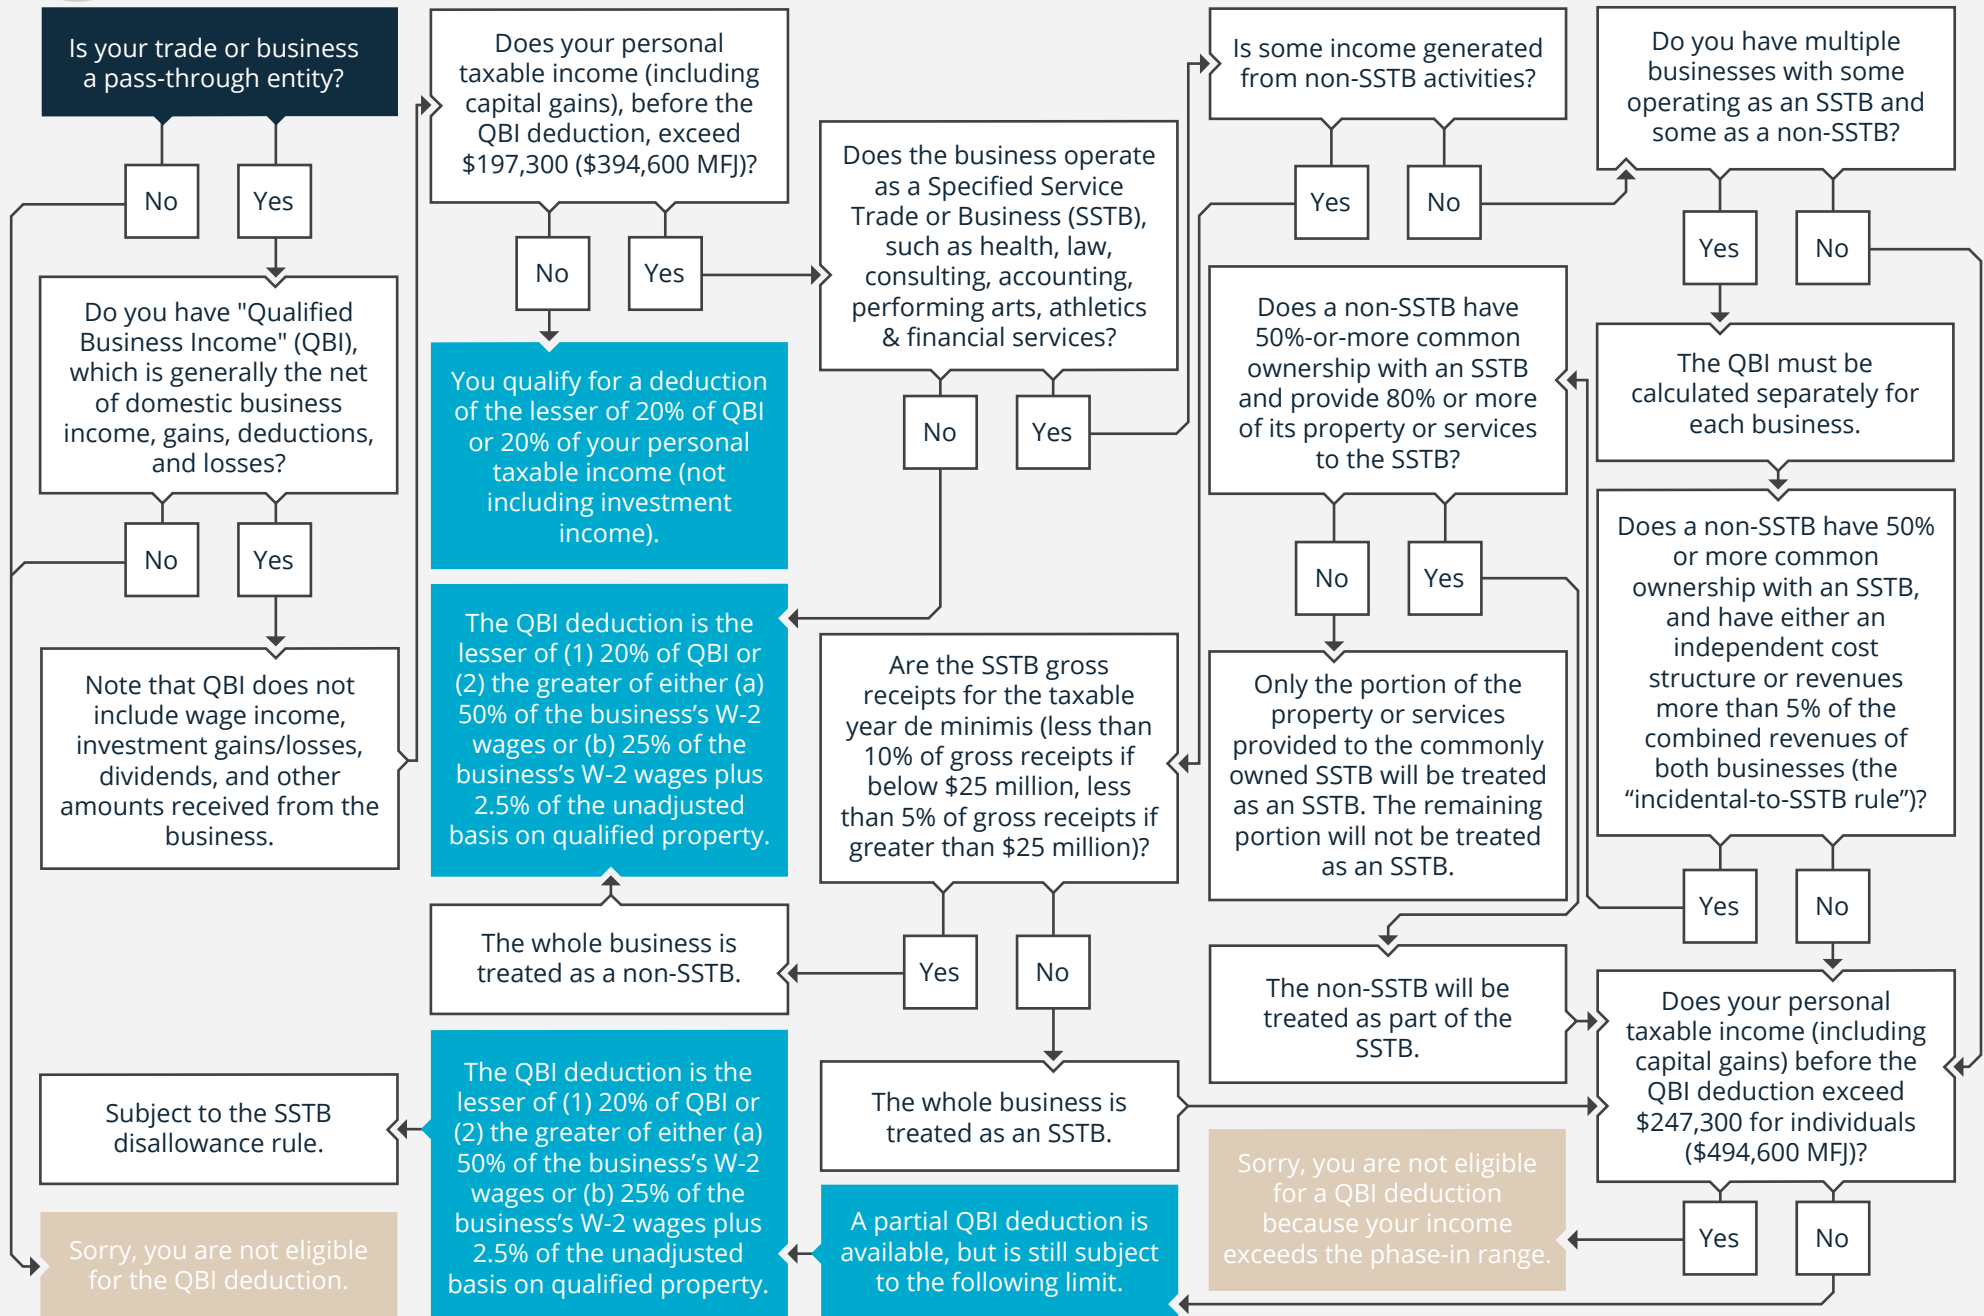 Is your trade or business
a pass-through entity?
No
Yes
Do you have "Qualified
Business Income" (QBI),
which is generally the net
of domestic business
income, gains, deductions,
and losses?
No
Yes
Note that QBI does not
include wage income,
investment gains/losses,
dividends, and other
amounts received from the
business.
Does your personal
taxable income (including
capital gains), before the
QBI deduction, exceed
$197,300 ($394,600 MFJ)?
No
Yes
You qualify for a deduction
of the lesser of 20% of QBI
or 20% of your personal
taxable income (not
including investment
income).
Does the business operate
as a Specified Service
Trade or Business (SSTB),
such as health, law,
consulting, accounting,
performing arts, athletics
& financial services?
No
Yes
The QBI deduction is the
lesser of (1) 20% of QBI or
(2) the greater of either (a)
50% of the business’s W-2
wages or (b) 25% of the
business’s W-2 wages plus
2.5% of the unadjusted
basis on qualified property.
Is some income generated
from non-SSTB activities?
Yes
No
Are the SSTB gross
receipts for the taxable
year de minimis (less than
10% of gross receipts if
below $25 million, less
than 5% of gross receipts if
greater than $25 million)?
Yes
No
The whole business is
treated as a non-SSTB.
The whole business is
treated as an SSTB.
Do you have multiple
businesses with some
operating as an SSTB and
some as a non-SSTB?
Yes
No
The QBI must be
calculated separately for
each business.
Does a non-SSTB have 50%
or more common
ownership with an SSTB,
and have either an
independent cost
structure or revenues
more than 5% of the
combined revenues of
both businesses (the
“incidental-to-SSTB rule”)?
Yes
No
Does a non-SSTB have
50%-or-more common
ownership with an SSTB
and provide 80% or more
of its property or services
to the SSTB?
No
Yes
Only the portion of the
property or services
provided to the commonly
owned SSTB will be treated
as an SSTB. The remaining
portion will not be treated
as an SSTB.
The non-SSTB will be
treated as part of the
SSTB.
Does your personal
taxable income (including
capital gains) before the
QBI deduction exceed
$247,300 for individuals
($494,600 MFJ)?
Yes
No
Sorry, you are not eligible
for a QBI deduction
because your income
exceeds the phase-in range.
A partial QBI deduction is
available, but is still subject
to the following limit.
The QBI deduction is the
lesser of (1) 20% of QBI or
(2) the greater of either (a)
50% of the business’s W-2
wages or (b) 25% of the
business’s W-2 wages plus
2.5% of the unadjusted
basis on qualified property.
Subject to the SSTB
disallowance rule.
Sorry, you are not eligible
for the QBI deduction.